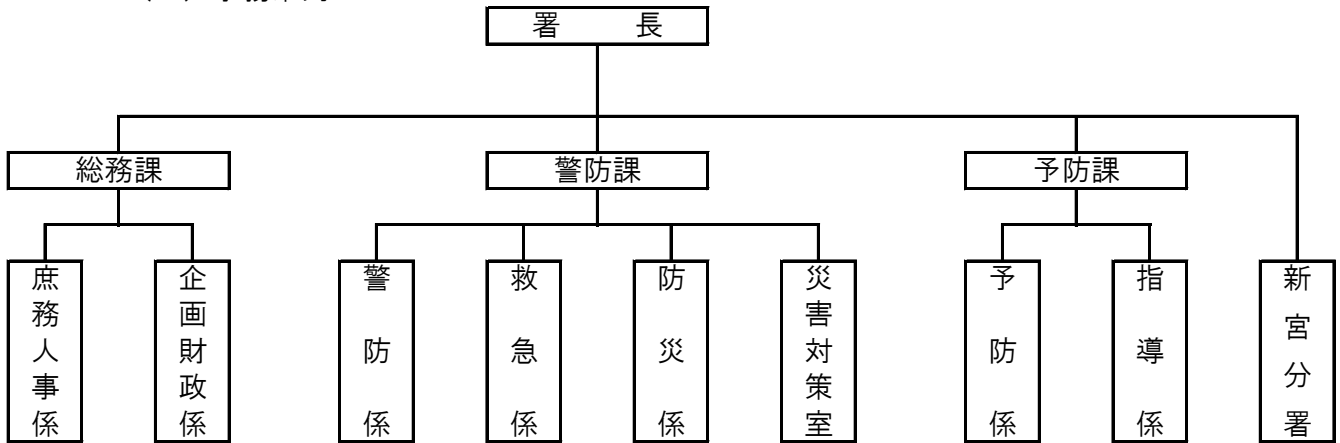 署長
総務課
警防課
予防課
庶務人事係
企画財政係
警防係
救急係
防災係
災害対策室
予防係
指導係
新宮分署